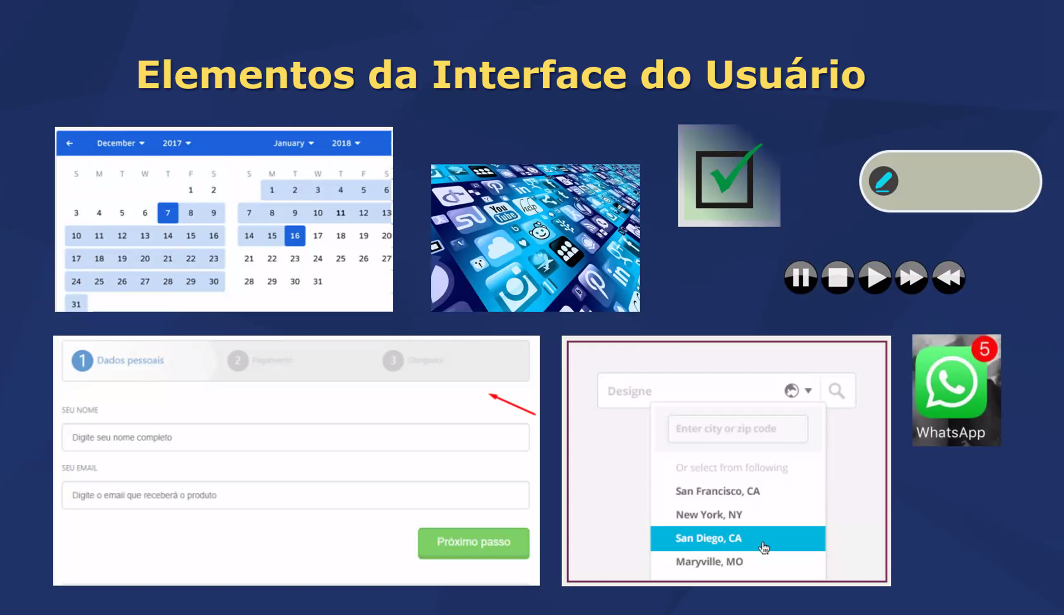 Elementos da Interface do Usuário
December 2017 January 2018
S M T W T F S S M T W T F S
1 2 1 2 3 4 5 6
3 4 5 6 7 8 9 7 8 9 10 11 12 13
10 11 12 13 14 15 16 14 15 16 17 18 19 20
17 18 19 20 21 22 23 21 22 23 24 25 26 27
24 25 26 27 28 29 30 28 29 30 31
31
You
Tube
1 Dados pessoais 2 Pagamento 3 Obrigado
SEU NOME
Digite seu nome completo
SEU EMAIL
Digite o email que receberá o produto
Próximo passo
Designe
Enter city or zip code
Or select from following
San Francisco, CA
New York, NY
San Diego, CA
Maryville, MO
5
WhatsApp